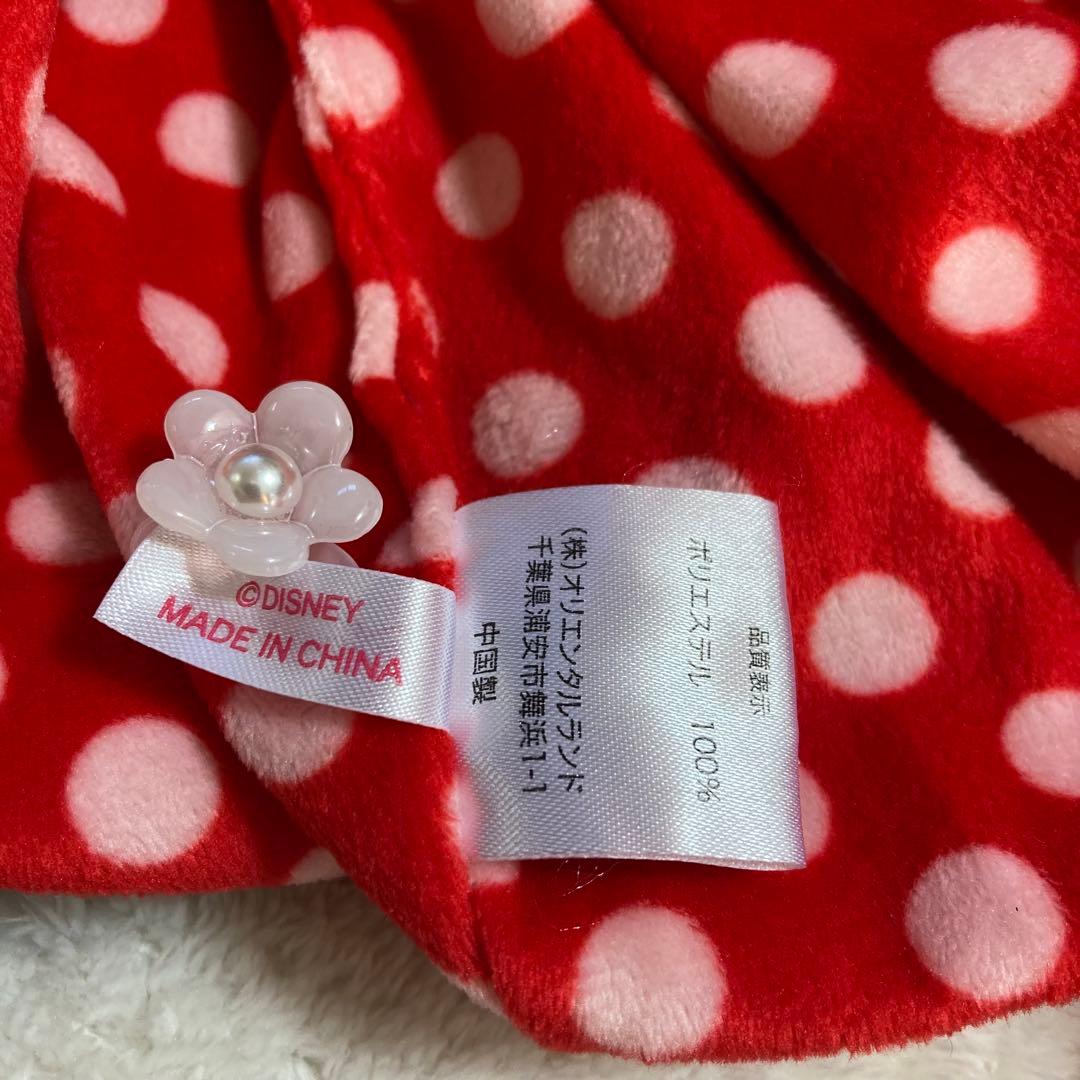 ©DISNEY
MADE IN CHINA
品質表示
ポリエステル 100%
(株)オリエンタルランド
千葉県浦安市舞浜1-1
中国製